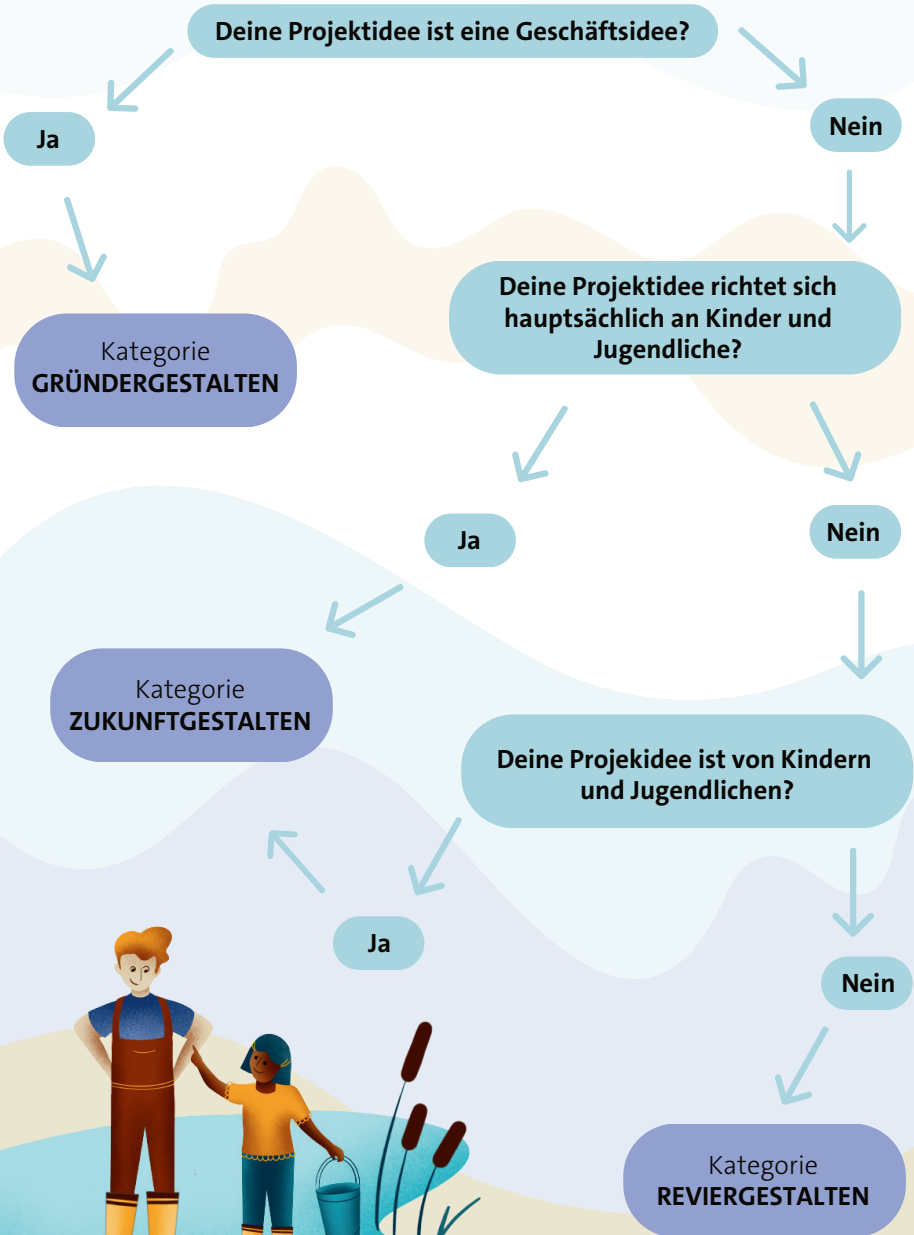 Deine Projektidee ist eine Geschäftsidee?
Ja
Nein
Kategorie
GRÜNDERGESTALTEN
Deine Projektidee richtet sich
hauptsächlich an Kinder und
Jugendliche?
Ja
Nein
Kategorie
ZUKUNFTGESTALTEN
Deine Projekidee ist von Kindern
und Jugendlichen?
Ja
Nein
Kategorie
REVIERGESTALTEN